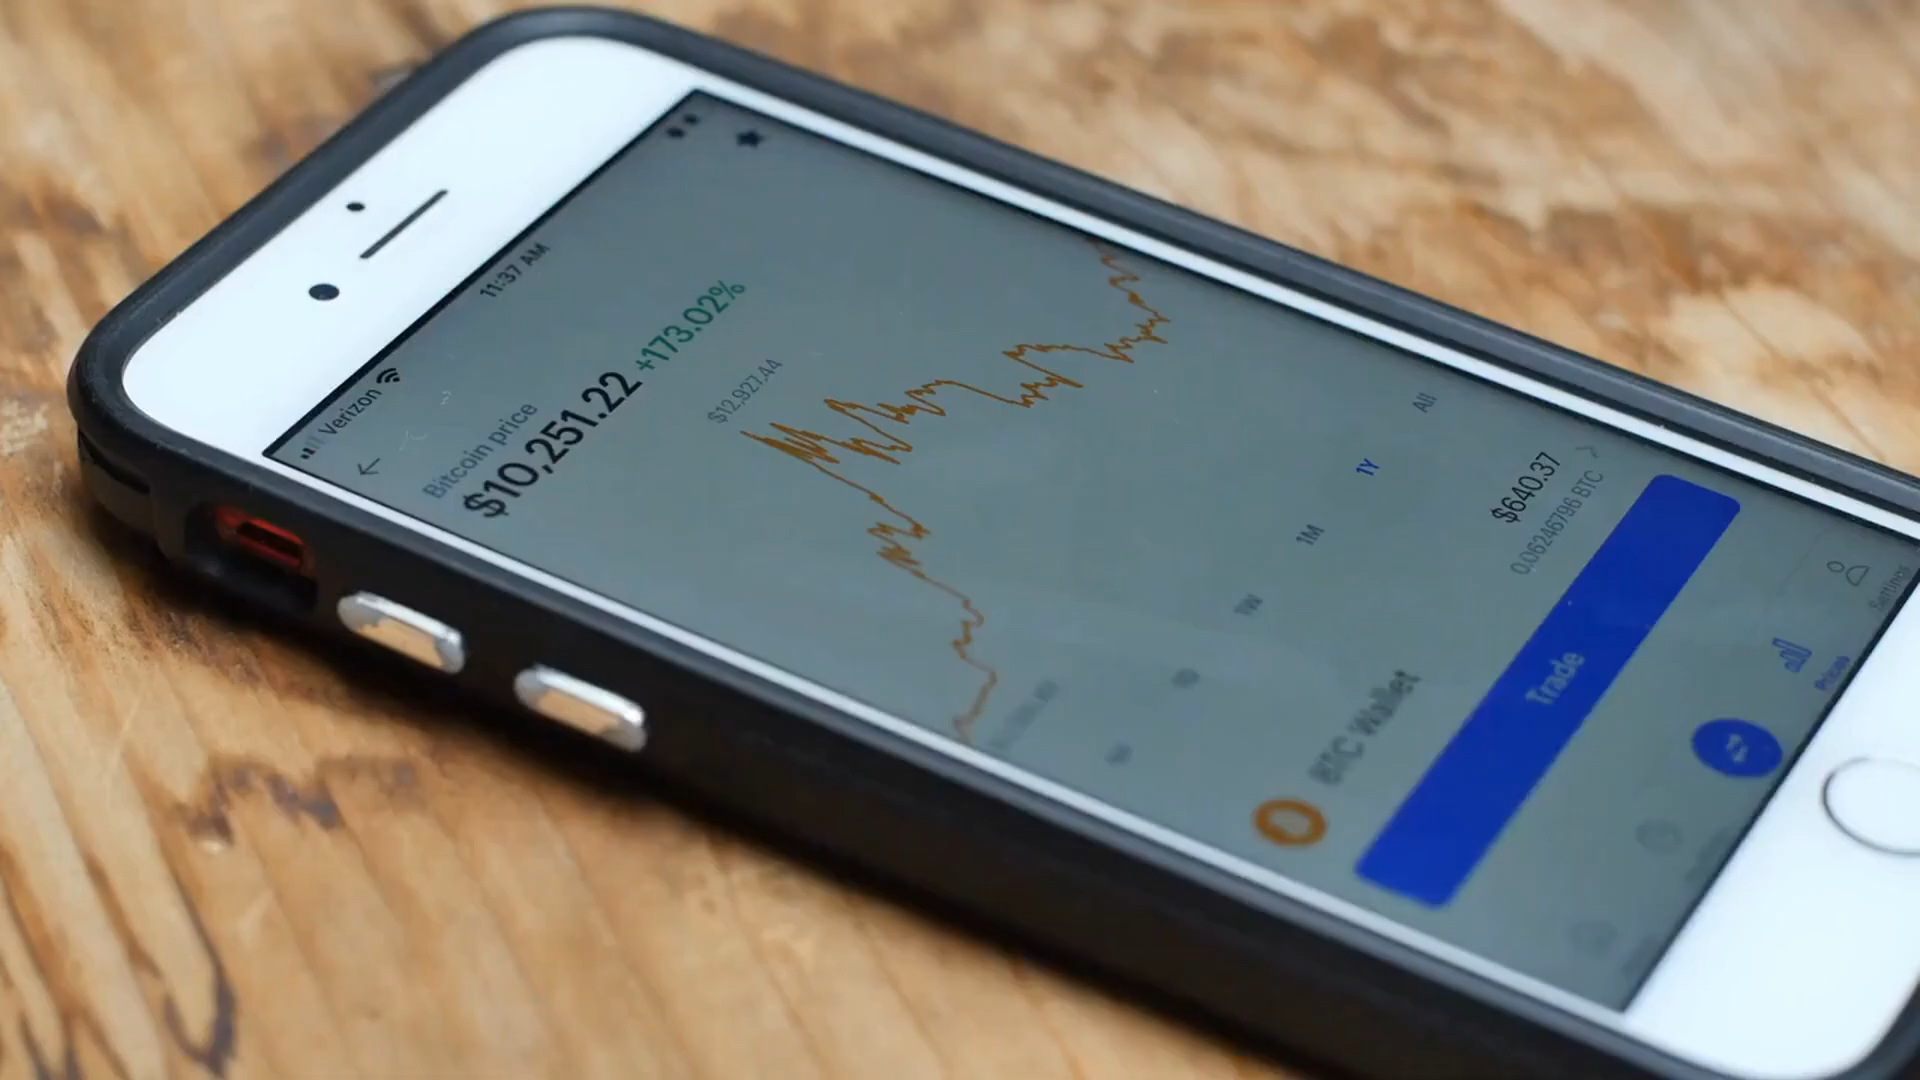 Verizon
11:37 AM
Bitcoin price
$10,251.22 +173.02%
$12,927.44
1W
1M
1Y
All
BTC Wallet
$640.37
0.06246796 BTC
Trade
Prices
Settings